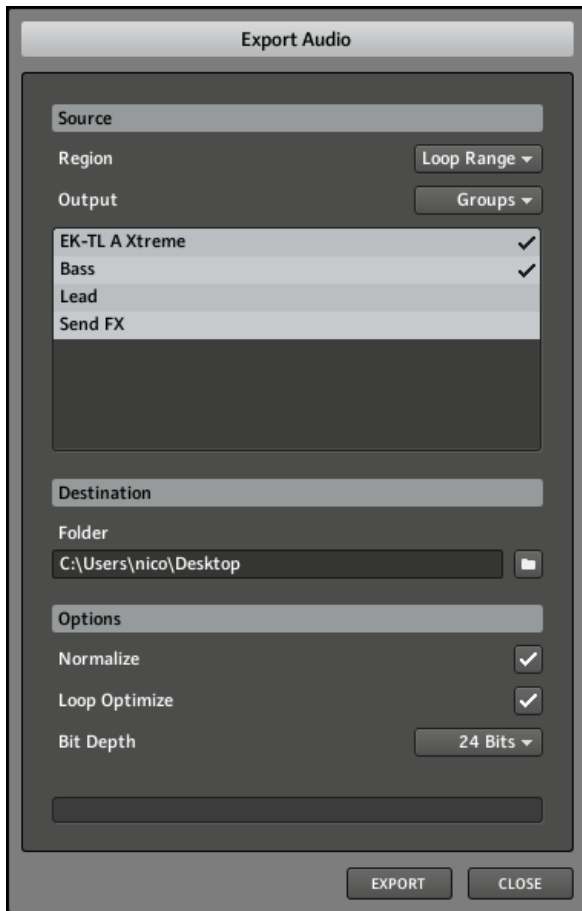 Export Audio
Source
Region Loop Range
Output Groups
EK-TL A Xtreme
Bass
Lead
Send FX
Destination
Folder
C:\Users\nico\Desktop
Options
Normalize
Loop Optimize
Bit Depth 24 Bits
EXPORT CLOSE